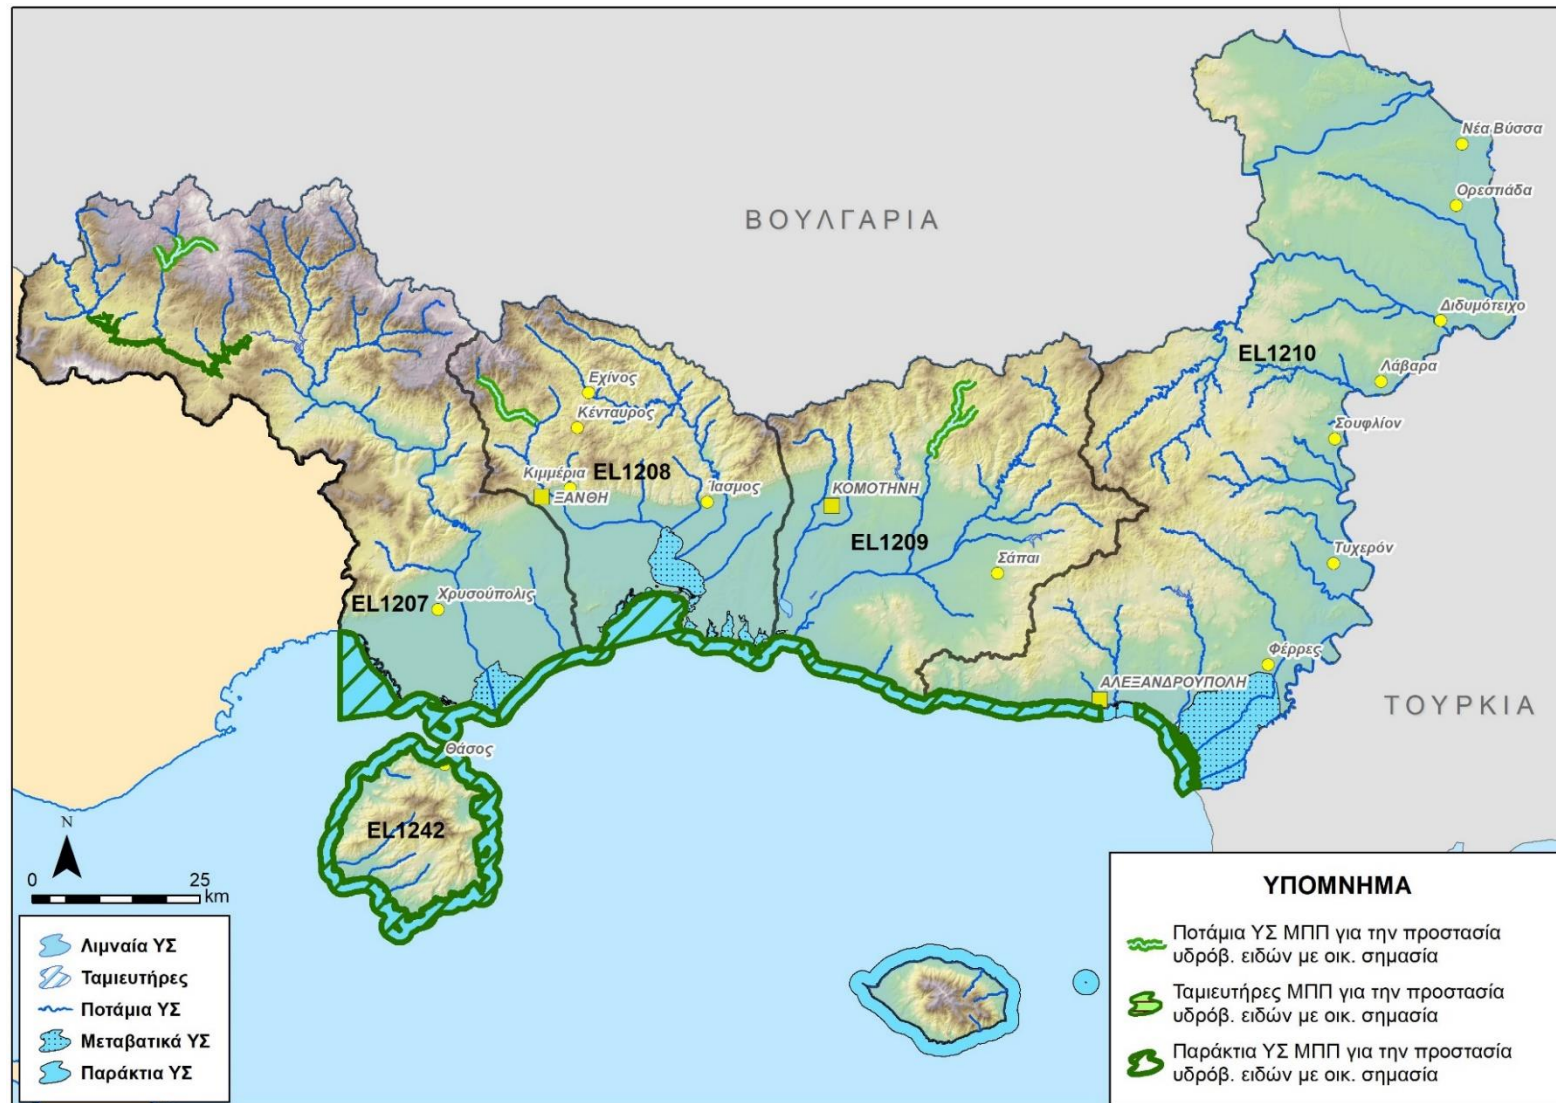 ΒΟΥΛΓΑΡΙΑ
Νέα Βύσσα
Ορεστιάδα
Διδυμότειχο
EL1210
Λάβαρα
Εχίνος
Κένταυρος
Σουφλίον
Κιμμέρια
EL1208
ΞΑΝΘΗ
Ίασμος
ΚΟΜΟΤΗΝΗ
EL1209
Σάπαι
Τυχερόν
EL1207
Χρυσούπολις
Φέρρες
ΑΛΕΞΑΝΔΡΟΥΠΟΛΗ
ΤΟΥΡΚΙΑ
Θάσος
EL1242
N
0 25
km
Λιμναία ΥΣ
Ταμιευτήρες
Ποτάμια ΥΣ
Μεταβατικά ΥΣ
Παράκτια ΥΣ
ΥΠΟΜΝΗΜΑ
Ποτάμια ΥΣ ΜΠΠ για την προστασία
υδρόβ. ειδών με οικ. σημασία
Ταμιευτήρες ΜΠΠ για την προστασία
υδρόβ. ειδών με οικ. σημασία
Παράκτια ΥΣ ΜΠΠ για την προστασία
υδρόβ. ειδών με οικ. σημασία